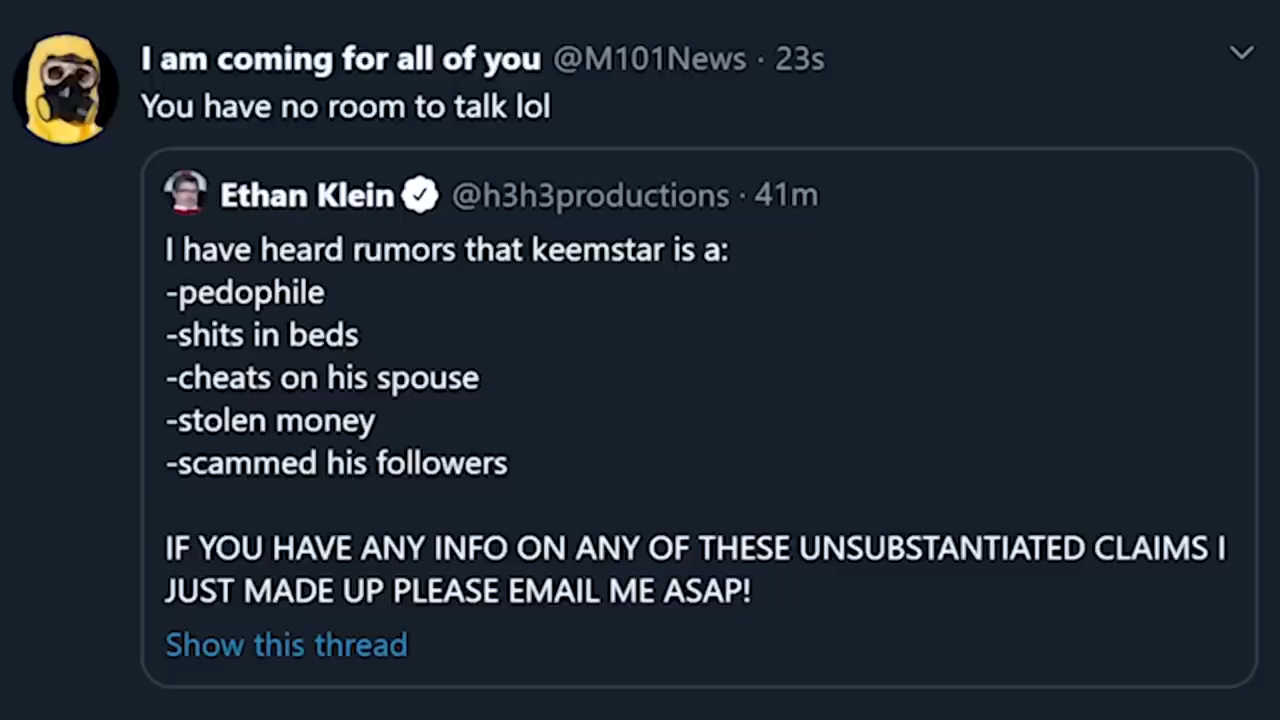 I am coming for all of you @M101News · 23s
You have no room to talk lol
Ethan Klein @h3h3productions · 41m
I have heard rumors that keemstar is a:
-pedophile
-shits in beds
-cheats on his spouse
-stolen money
-scammed his followers
IF YOU HAVE ANY INFO ON ANY OF THESE UNSUBSTANTIATED CLAIMS I
JUST MADE UP PLEASE EMAIL ME ASAP!
Show this thread